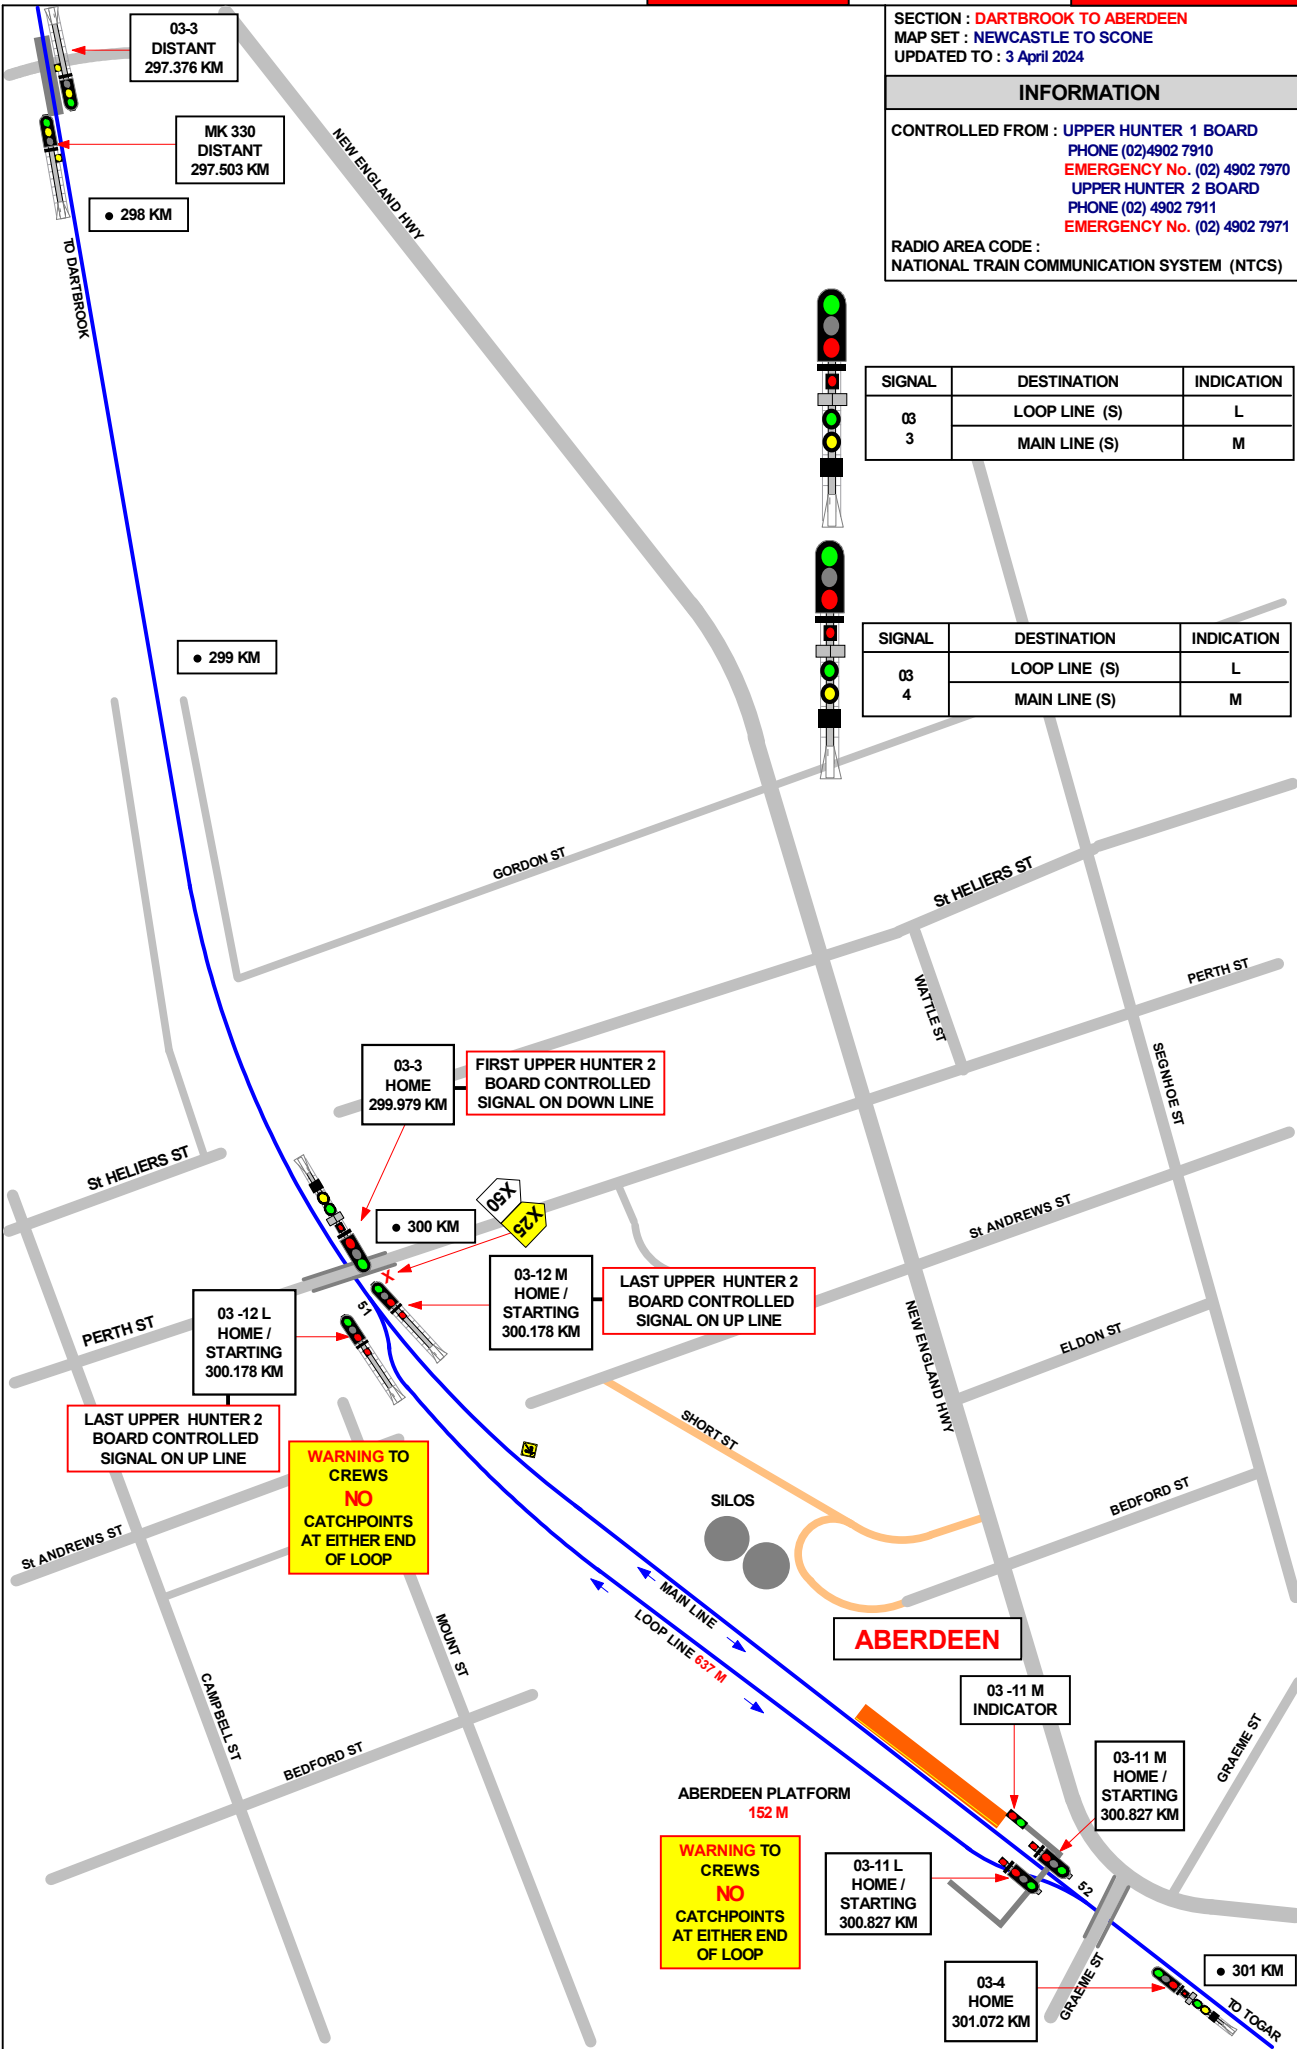 SECTION : DARTBROOK TO ABERDEEN
MAP SET : NEWCASTLE TO SCONE
UPDATED TO : 3 April 2024
INFORMATION
CONTROLLED FROM : UPPER HUNTER 1 BOARD
PHONE (02)4902 7910
EMERGENCY No. (02) 4902 7970
UPPER HUNTER 2 BOARD
PHONE (02) 4902 7911
EMERGENCY No. (02) 4902 7971
RADIO AREA CODE :
NATIONAL TRAIN COMMUNICATION SYSTEM (NTCS)
03-3
DISTANT
297.376 KM
MK 330
DISTANT
297.503 KM
● 298 KM
TO DARTBROOK
NEW ENGLAND HWY
SIGNAL DESTINATION INDICATION
03
3
LOOP LINE (S) L
MAIN LINE (S) M
SIGNAL DESTINATION INDICATION
03
4
LOOP LINE (S) L
MAIN LINE (S) M
● 299 KM
GORDON ST
St HELIERS ST
WATTLE ST
PERTH ST
SEGNHOE ST
03-3
HOME
299.979 KM
FIRST UPPER HUNTER 2
BOARD CONTROLLED
SIGNAL ON DOWN LINE
St HELIERS ST
X50
X25
● 300 KM
St ANDREWS ST
X
03-12 M
HOME /
STARTING
300.178 KM
LAST UPPER HUNTER 2
BOARD CONTROLLED
SIGNAL ON UP LINE
51
03 -12 L
HOME /
STARTING
300.178 KM
PERTH ST
NEW ENGLAND HWY
ELDON ST
LAST UPPER HUNTER 2
BOARD CONTROLLED
SIGNAL ON UP LINE
WARNING TO
CREWS
NO
CATCHPOINTS
AT EITHER END
OF LOOP
SHORT ST
SILOS
BEDFORD ST
St ANDREWS ST
MAIN LINE
LOOP LINE 637 M
ABERDEEN
MOUNT ST
CAMPBELL ST
BEDFORD ST
03 -11 M
INDICATOR
GRAEME ST
03-11 M
HOME /
STARTING
300.827 KM
ABERDEEN PLATFORM
152 M
WARNING TO
CREWS
NO
CATCHPOINTS
AT EITHER END
OF LOOP
03-11 L
HOME /
STARTING
300.827 KM
52
GRAEME ST
● 301 KM
03-4
HOME
301.072 KM
TO TOGAR